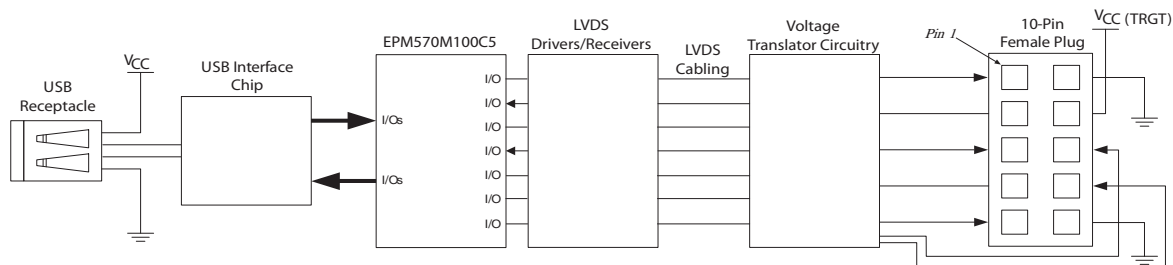 USB
Receptacle
VCC
USB Interface
Chip
EPM570M100C5
I/Os
I/Os
I/O
I/O
I/O
I/O
I/O
I/O
I/O
LVDS
Drivers/Receivers
LVDS
Cabling
Voltage
Translator Circuitry
Pin 1
10-Pin
Female Plug
VCC (TRGT)